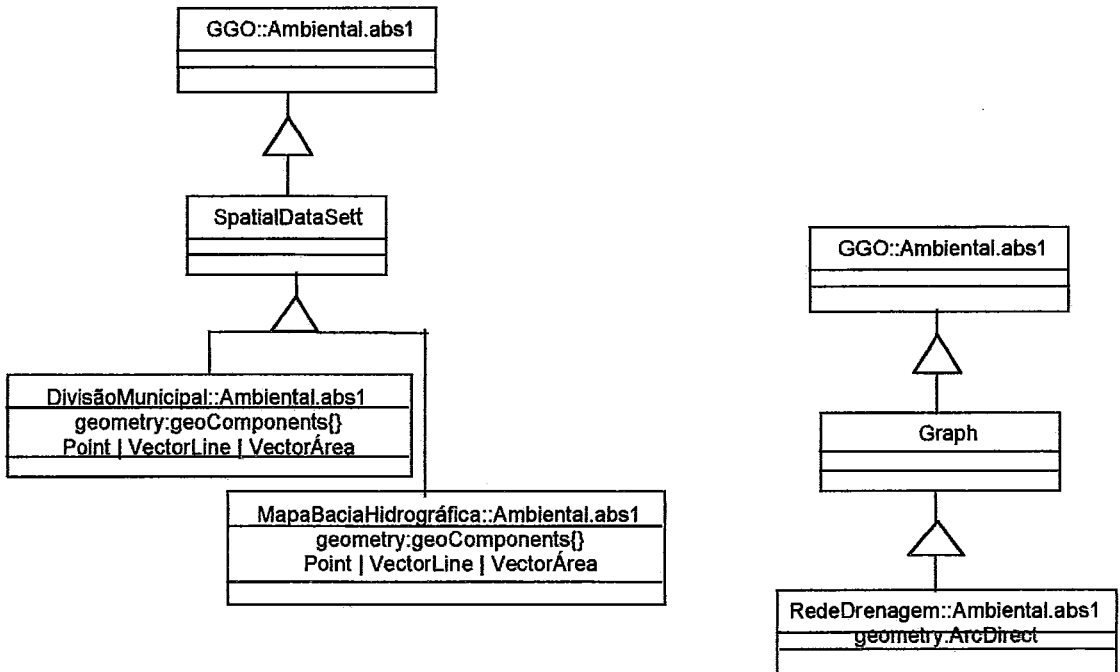 GGO::Ambiental.abs1
SpatialDataSett
DivisãoMunicipal::Ambiental.abs1
geometry:geoComponents{}
Point | VectorLine | VectorÁrea
MapaBaciaHidrográfica::Ambiental.abs1
geometry:geoComponents{}
Point | VectorLine | VectorÁrea
GGO::Ambiental.abs1
Graph
RedeDrenagem::Ambiental.abs1
geometry.ArcDirect